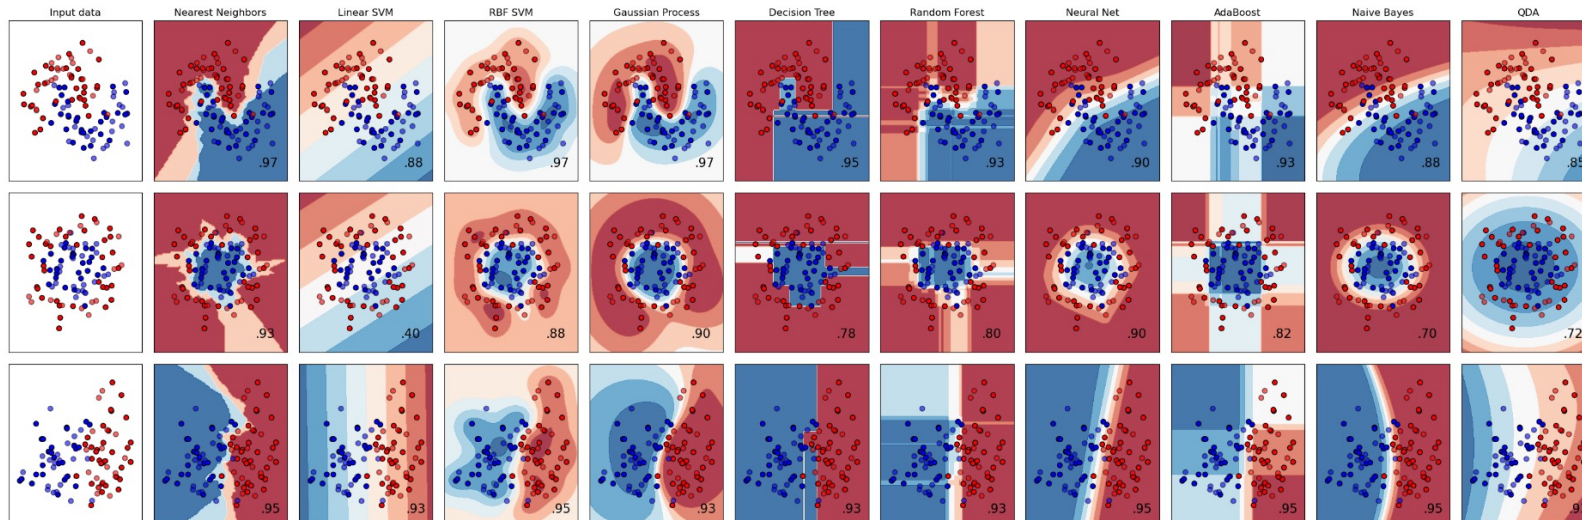 Input data Nearest Neighbors Linear SVM RBF SVM Gaussian Process Decision Tree Random Forest Neural Net AdaBoost Naive Bayes QDA
.97 .88 .97 .97 .95 .93 .90 .93 .88 .85
.93 .40 .88 .90 .78 .80 .90 .82 .70 .72
.95 .93 .95 .93 .93 .93 .95 .95 .95